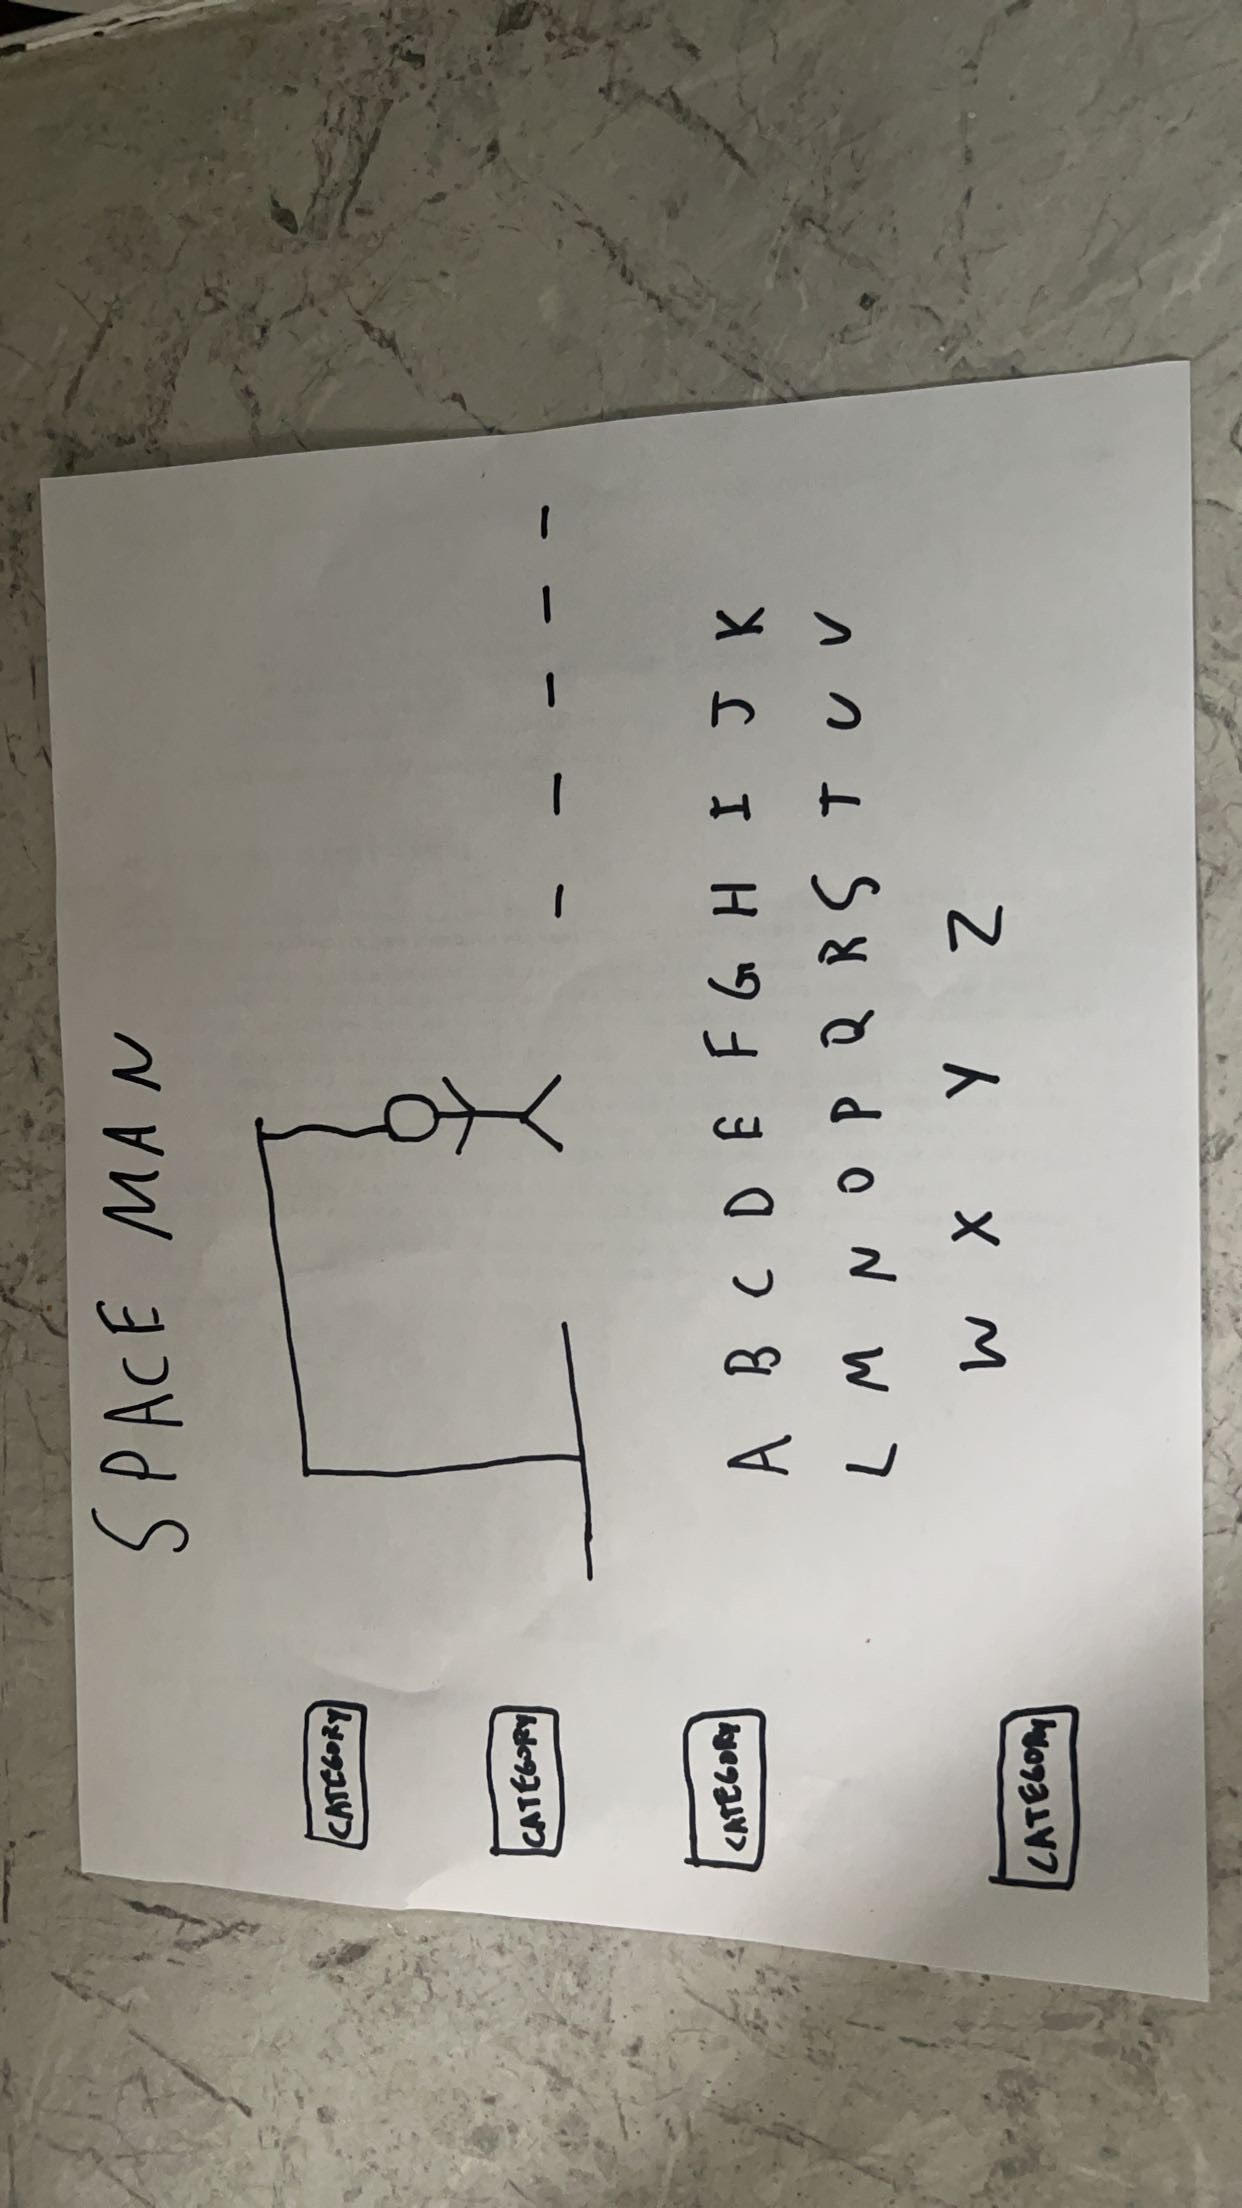 SPACE MAN
CATEGORY
CATEGORY
CATEGORY
CATEGORY
_ _ _ _ _
A B C D E F G H I J K
L M N O P Q R S T U V
W X Y Z